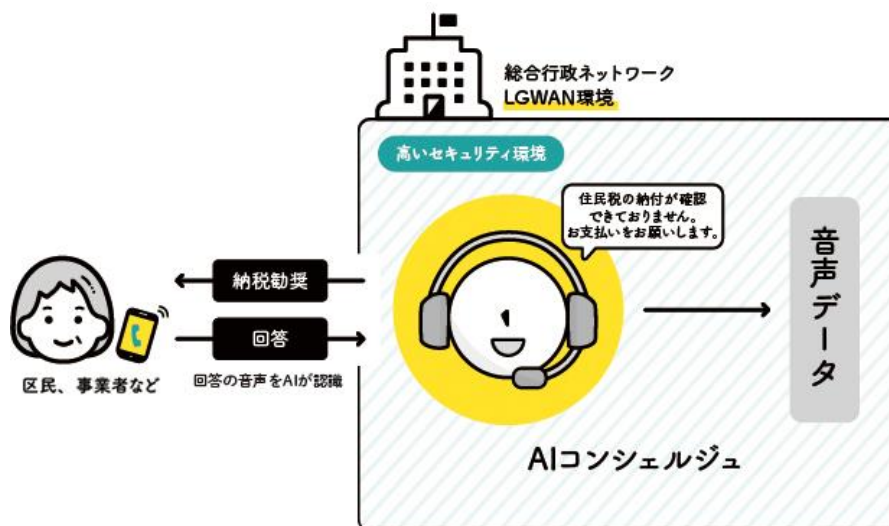 総合行政ネットワーク
LGWAN環境
高いセキュリティ環境
住民税の納付が確認
できておりません。
お支払いをお願いします。
納税勧奨
回答
回答の音声をAIが認識
区民、事業者など
音声データ
AIコンシェルジュ